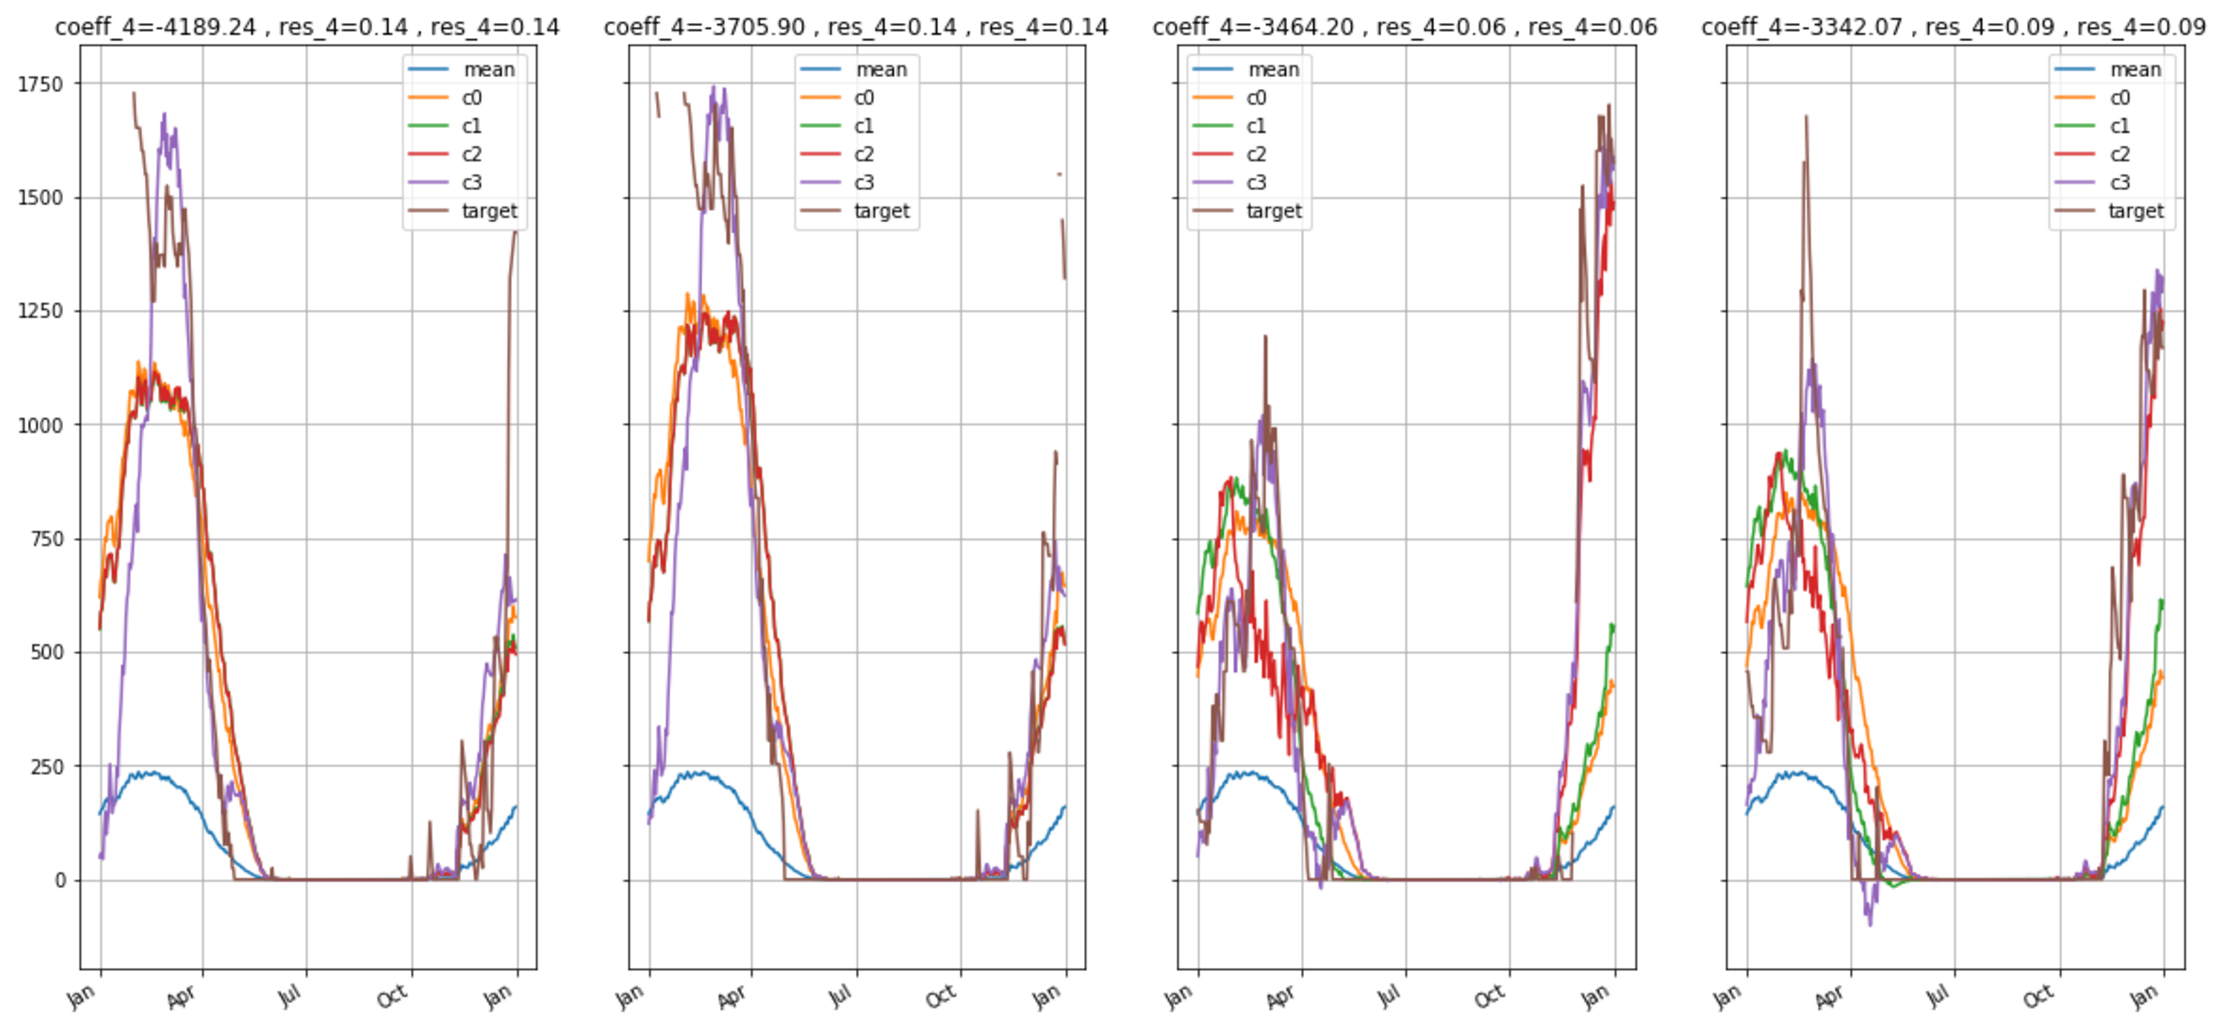 coeff_4=-4189.24 , res_4=0.14 , res_4=0.14
mean
c0
c1
c2
c3
target
1750
1500
1250
1000
750
500
250
0
Jan
Apr
Jul
Oct
Jan
coeff_4=-3705.90 , res_4=0.14 , res_4=0.14
mean
c0
c1
c2
c3
target
Jan
Apr
Jul
Oct
Jan
coeff_4=-3464.20 , res_4=0.06 , res_4=0.06
mean
c0
c1
c2
c3
target
Jan
Apr
Jul
Oct
Jan
coeff_4=-3342.07 , res_4=0.09 , res_4=0.09
mean
c0
c1
c2
c3
target
Jan
Apr
Jul
Oct
Jan